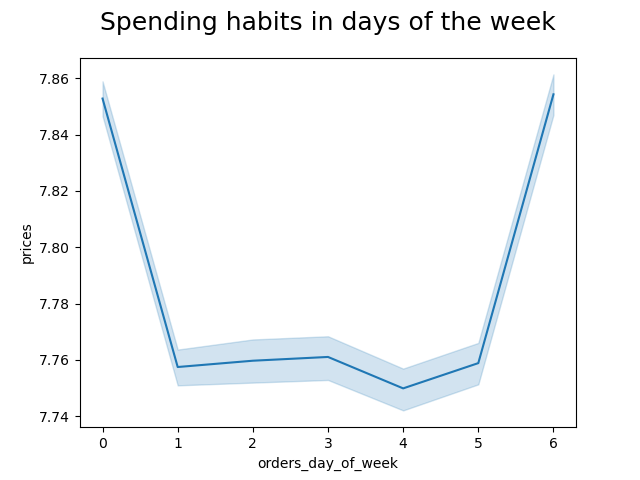 Spending habits in days of the week
7.86
7.84
7.82
7.80
7.78
7.76
7.74
prices
0 1 2 3 4 5 6
orders_day_of_week